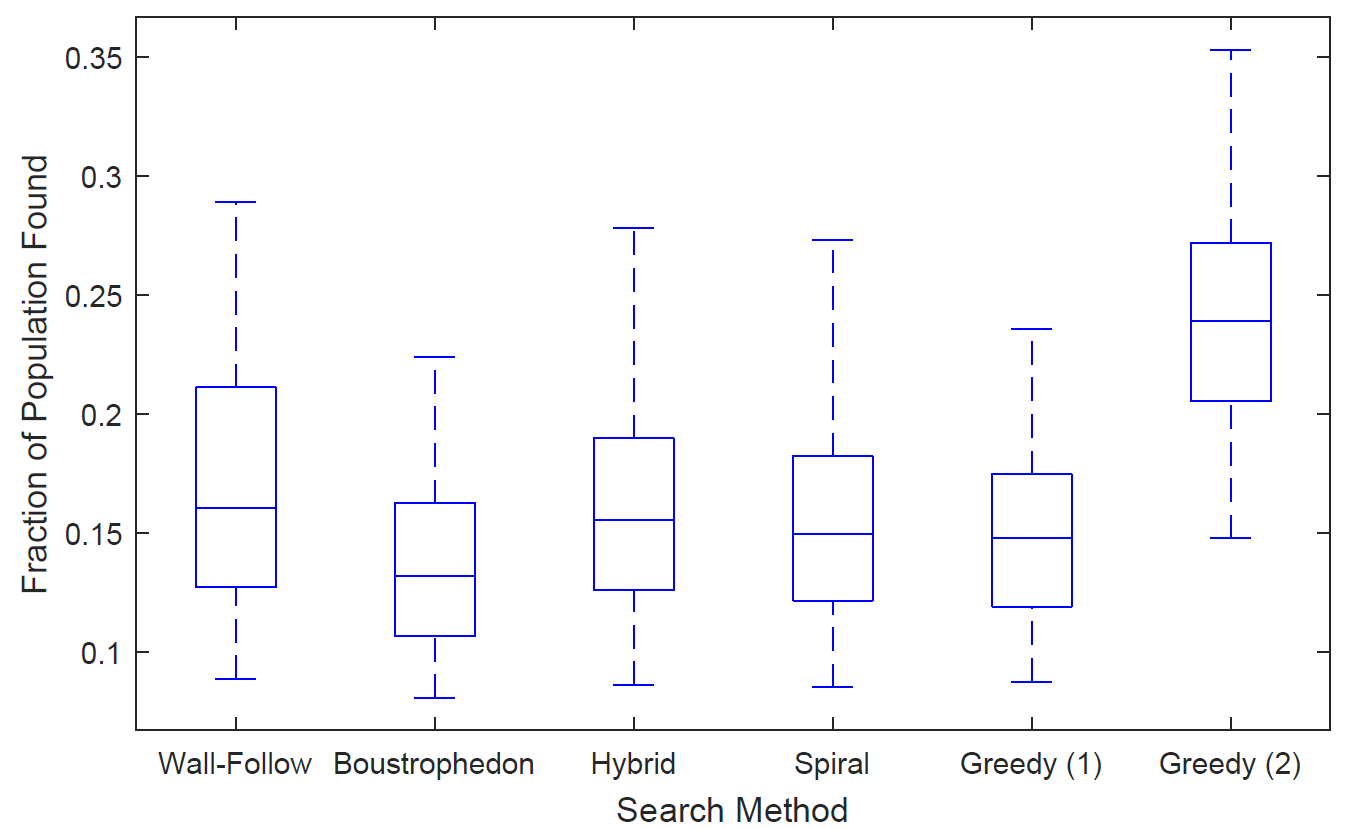 Fraction of Population Found
0.35
0.3
0.25
0.2
0.15
0.1
Wall-Follow Boustrophedon Hybrid Spiral Greedy (1) Greedy (2)
Search Method